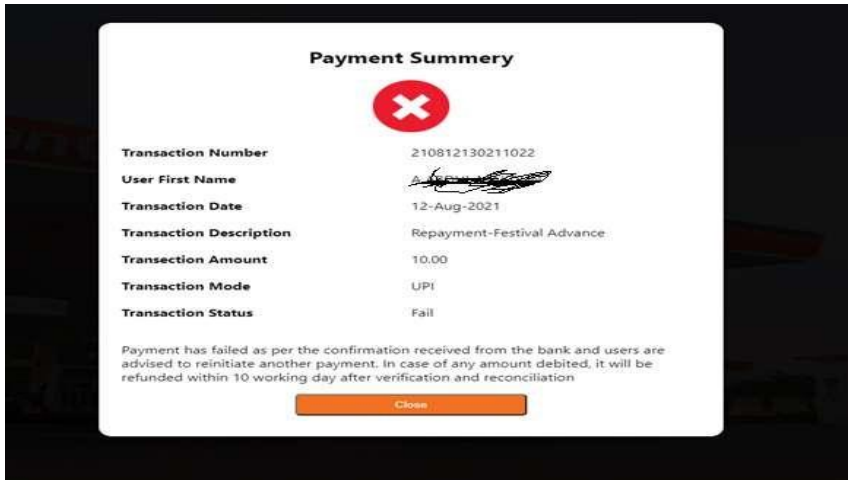 Payment Summery
Transaction Number 210812130211022
User First Name
Transaction Date 12-Aug-2021
Transaction Description Repayment-Festival Advance
Transection Amount 10.00
Transaction Mode UPI
Transaction Status Fail
Payment has failed as per the confirmation received from the bank and users are
advised to reinitiate another payment. In case of any amount debited, it will be
refunded within 10 working day after verification and reconciliation
Close